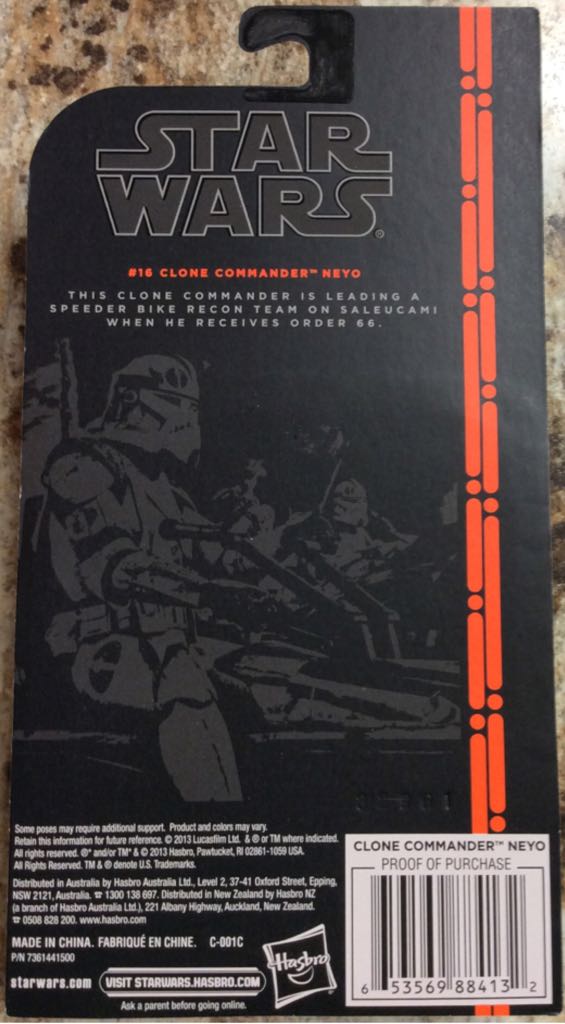 STAR
WARS®
#16 CLONE COMMANDER™ NEYO
THIS CLONE COMMANDER IS LEADING A
SPEEDER BIKE RECON TEAM ON SALEUCAMI
WHEN HE RECEIVES ORDER 66.
Some poses may require additional support. Product and colors may vary.
Retain this information for future reference. © 2013 Lucasfilm Ltd. & ® or TM where indicated.
All rights reserved. ®* and/or TM* & © 2013 Hasbro, Pawtucket, RI 02861-1059 USA.
All Rights Reserved. TM & ® denote U.S. Trademarks.
Distributed in Australia by Hasbro Australia Ltd., Level 2, 37-41 Oxford Street, Epping,
NSW 2121, Australia. ☎ 1300 138 697. Distributed in New Zealand by Hasbro NZ
(a branch of Hasbro Australia Ltd.), 221 Albany Highway, Auckland, New Zealand.
☎ 0508 828 200. www.hasbro.com
MADE IN CHINA. FABRIQUÉ EN CHINE. C-001C
P/N 7361441500
starwars.com VISIT STARWARS.HASBRO.COM
Ask a parent before going online.
Hasbro
CLONE COMMANDER™ NEYO
PROOF OF PURCHASE
6 53569 88413 2